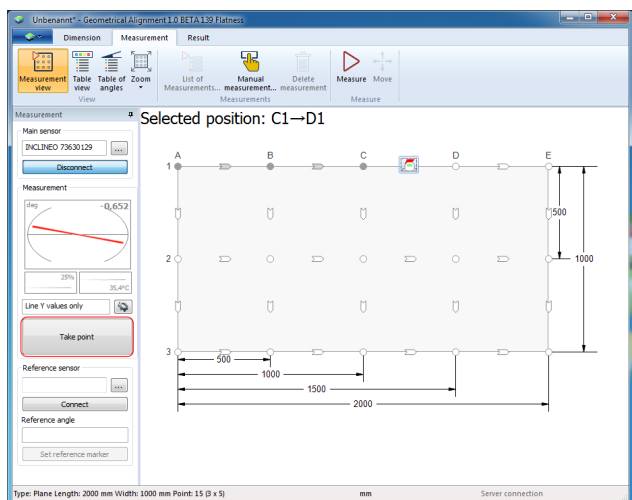 Unbenannt* - Geometrical Alignment 1.0 BETA 139 Flatness
Dimension Measurement Result
Measurement view Table view Table of angles Zoom List of Measurements... Manual measurement... Delete measurement Measure Move
View Measurements Measure
Measurement
Selected position: C1→D1
Main sensor
INCLINEO 73630129 ...
Disconnect
Measurement
deg -0,652
25% 35,4°C
Line Y values only
Take point
Reference sensor
...
Connect
Reference angle
Set reference marker
A B C D E
1
500
2 1000
3
500
1000
1500
2000
Type: Plane Length: 2000 mm Width: 1000 mm Point: 15 (3 x 5) mm Server connection